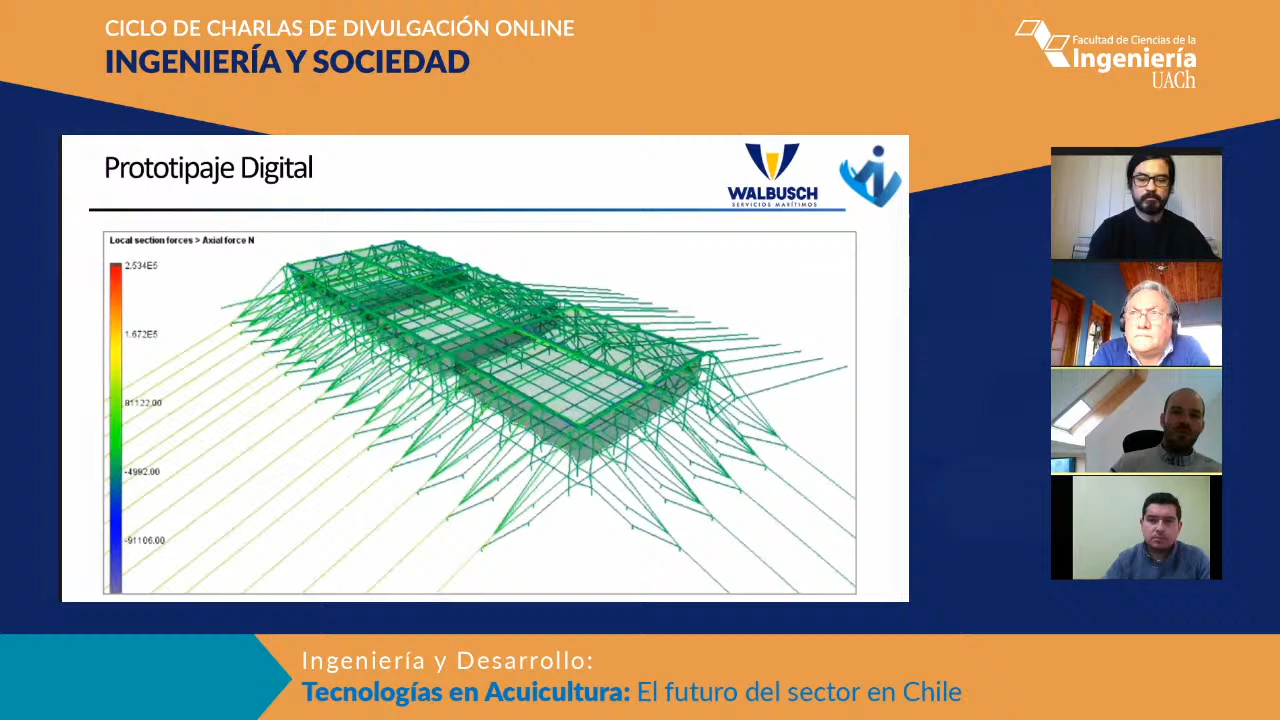 CICLO DE CHARLAS DE DIVULGACIÓN ONLINE
INGENIERÍA Y SOCIEDAD
Facultad de Ciencias de la
Ingeniería
UACh
Prototipaje Digital
WALBUSCH
SERVICIOS MARÍTIMOS
Local section forces > Axial force N
2.534E5
1.672E5
81122.00
-4992.00
-91106.00
Ingeniería y Desarrollo:
Tecnologías en Acuicultura: El futuro del sector en Chile